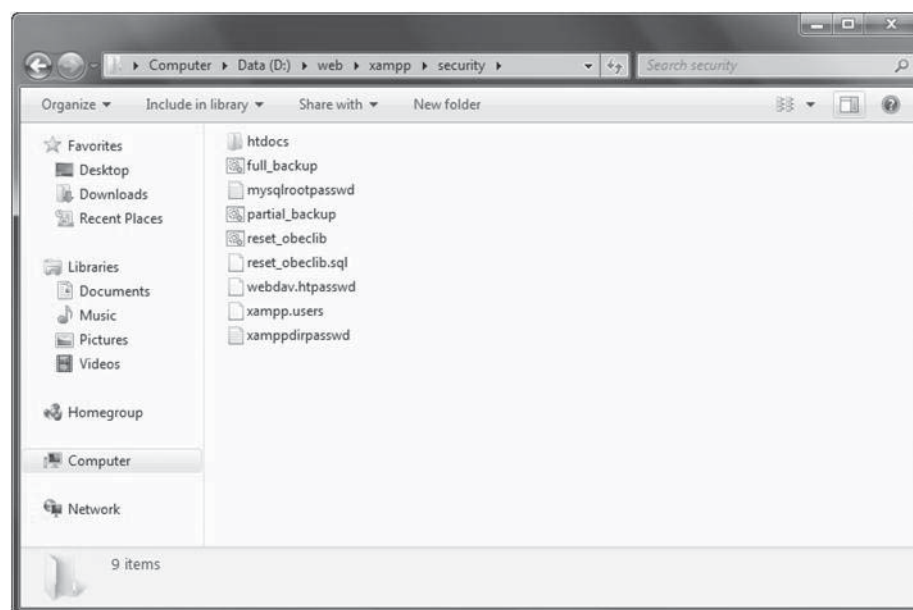 Computer ▸ Data (D:) ▸ web ▸ xampp ▸ security ▸
Search security
Organize ▾ Include in library ▾ Share with ▾ New folder
Favorites
Desktop
Downloads
Recent Places
Libraries
Documents
Music
Pictures
Videos
Homegroup
Computer
Network
htdocs
full_backup
mysqlrootpasswd
partial_backup
reset_obeclib
reset_obeclib.sql
webdav.htpasswd
xampp.users
xamppdirpasswd
9 items